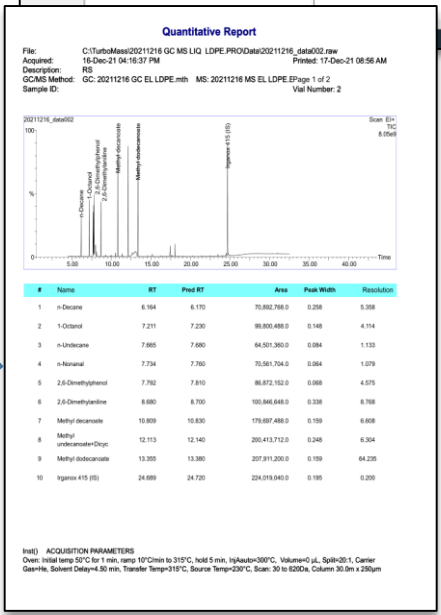 Quantitative Report
File: C:\TurboMass\20211216 GC MS LIQ LDPE.PRO\Data\20211216_data002.raw
Acquired: 16-Dec-21 04:16:37 PM Printed: 17-Dec-21 08:56 AM
Description: RS
GC/MS Method: GC: 20211216 GC EL LDPE.mth MS: 20211216 MS EL LDPE.EPage 1 of 2
Sample ID: Vial Number: 2
20211216_data002 Scan EI+
TIC
8.05e9
100
%
0
n-Decane
1-Octanol
2,6-Dimethylphenol
2,6-Dimethylaniline
Methyl decanoate
Methyl dodecanoate
Irganox 415 (IS)
5.00 10.00 15.00 20.00 25.00 30.00 35.00 40.00 Time
# Name RT Pred RT Area Peak Width Resolution
1 n-Decane 6.164 6.170 70,892,768.0 0.258 5.358
2 1-Octanol 7.211 7.230 99,800,488.0 0.148 4.114
3 n-Undecane 7.665 7.680 64,501,360.0 0.084 1.133
4 n-Nonanal 7.734 7.760 70,561,704.0 0.064 1.079
5 2,6-Dimethylphenol 7.792 7.810 86,872,152.0 0.068 4.575
6 2,6-Dimethylaniline 8.680 8.700 100,846,648.0 0.338 8.768
7 Methyl decanoate 10.809 10.830 179,697,488.0 0.159 6.608
8 Methyl undecanoate+Dicyc 12.113 12.140 200,413,712.0 0.248 6.304
9 Methyl dodecanoate 13.355 13.380 207,911,200.0 0.159 64.235
10 Irganox 415 (IS) 24.689 24.720 224,019,040.0 0.195 0.200
Inst() ACQUISITION PARAMETERS
Oven: Initial temp 50°C for 1 min, ramp 10°C/min to 315°C, hold 5 min, InjAauto=300°C, Volume=0 µL, Split=20:1, Carrier
Gas=He, Solvent Delay=4.50 min, Transfer Temp=315°C, Source Temp=230°C, Scan: 30 to 620Da, Column 30.0m x 250µm